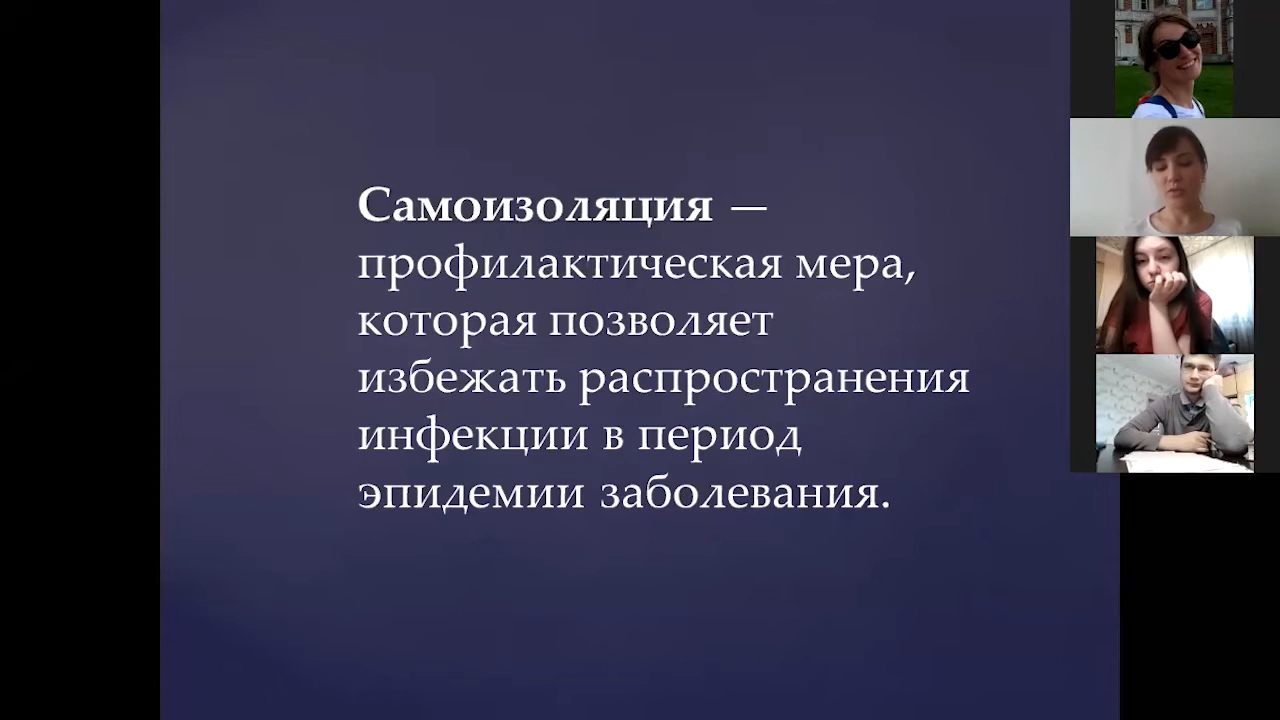 Самоизоляция —
профилактическая мера,
которая позволяет
избежать распространения
инфекции в период
эпидемии заболевания.